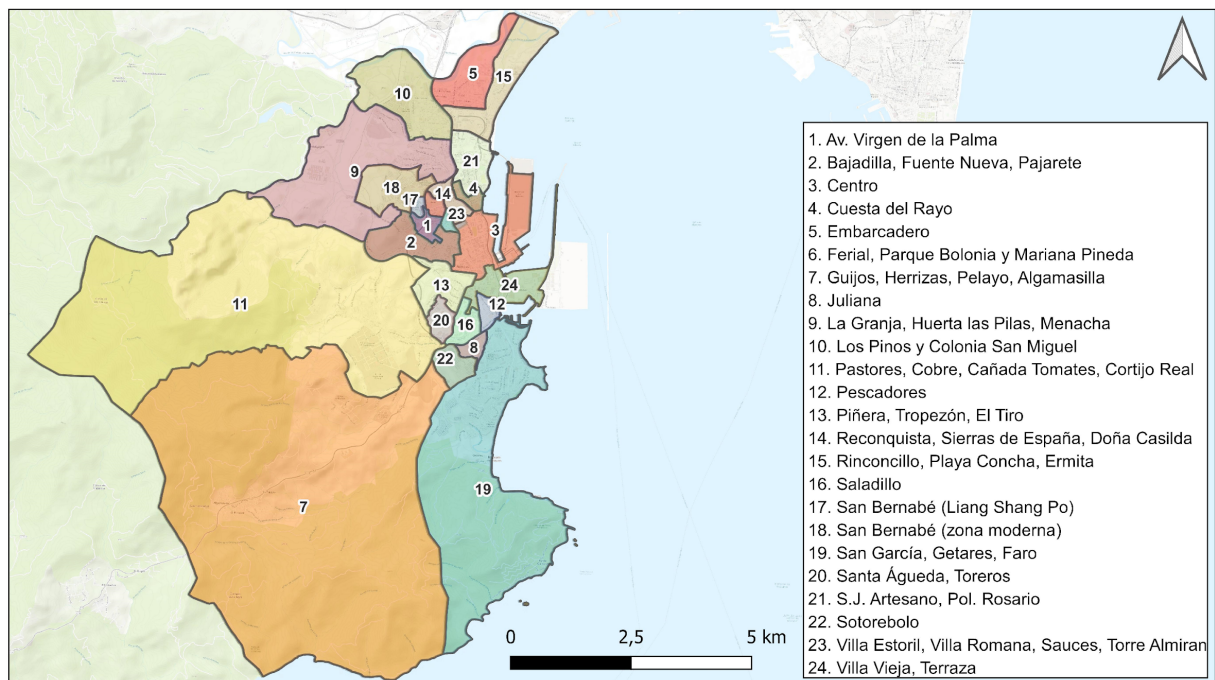 5
15
10
21
9
18
14
4
17
23
1
3
2
13
24
11
12
20
16
8
22
19
7
0 2,5 5 km
1. Av. Virgen de la Palma
2. Bajadilla, Fuente Nueva, Pajarete
3. Centro
4. Cuesta del Rayo
5. Embarcadero
6. Ferial, Parque Bolonia y Mariana Pineda
7. Guijos, Herrizas, Pelayo, Algamasilla
8. Juliana
9. La Granja, Huerta las Pilas, Menacha
10. Los Pinos y Colonia San Miguel
11. Pastores, Cobre, Cañada Tomates, Cortijo Real
12. Pescadores
13. Piñera, Tropezón, El Tiro
14. Reconquista, Sierras de España, Doña Casilda
15. Rinconcillo, Playa Concha, Ermita
16. Saladillo
17. San Bernabé (Liang Shang Po)
18. San Bernabé (zona moderna)
19. San García, Getares, Faro
20. Santa Águeda, Toreros
21. S.J. Artesano, Pol. Rosario
22. Sotorebolo
23. Villa Estoril, Villa Romana, Sauces, Torre Almiran
24. Villa Vieja, Terraza